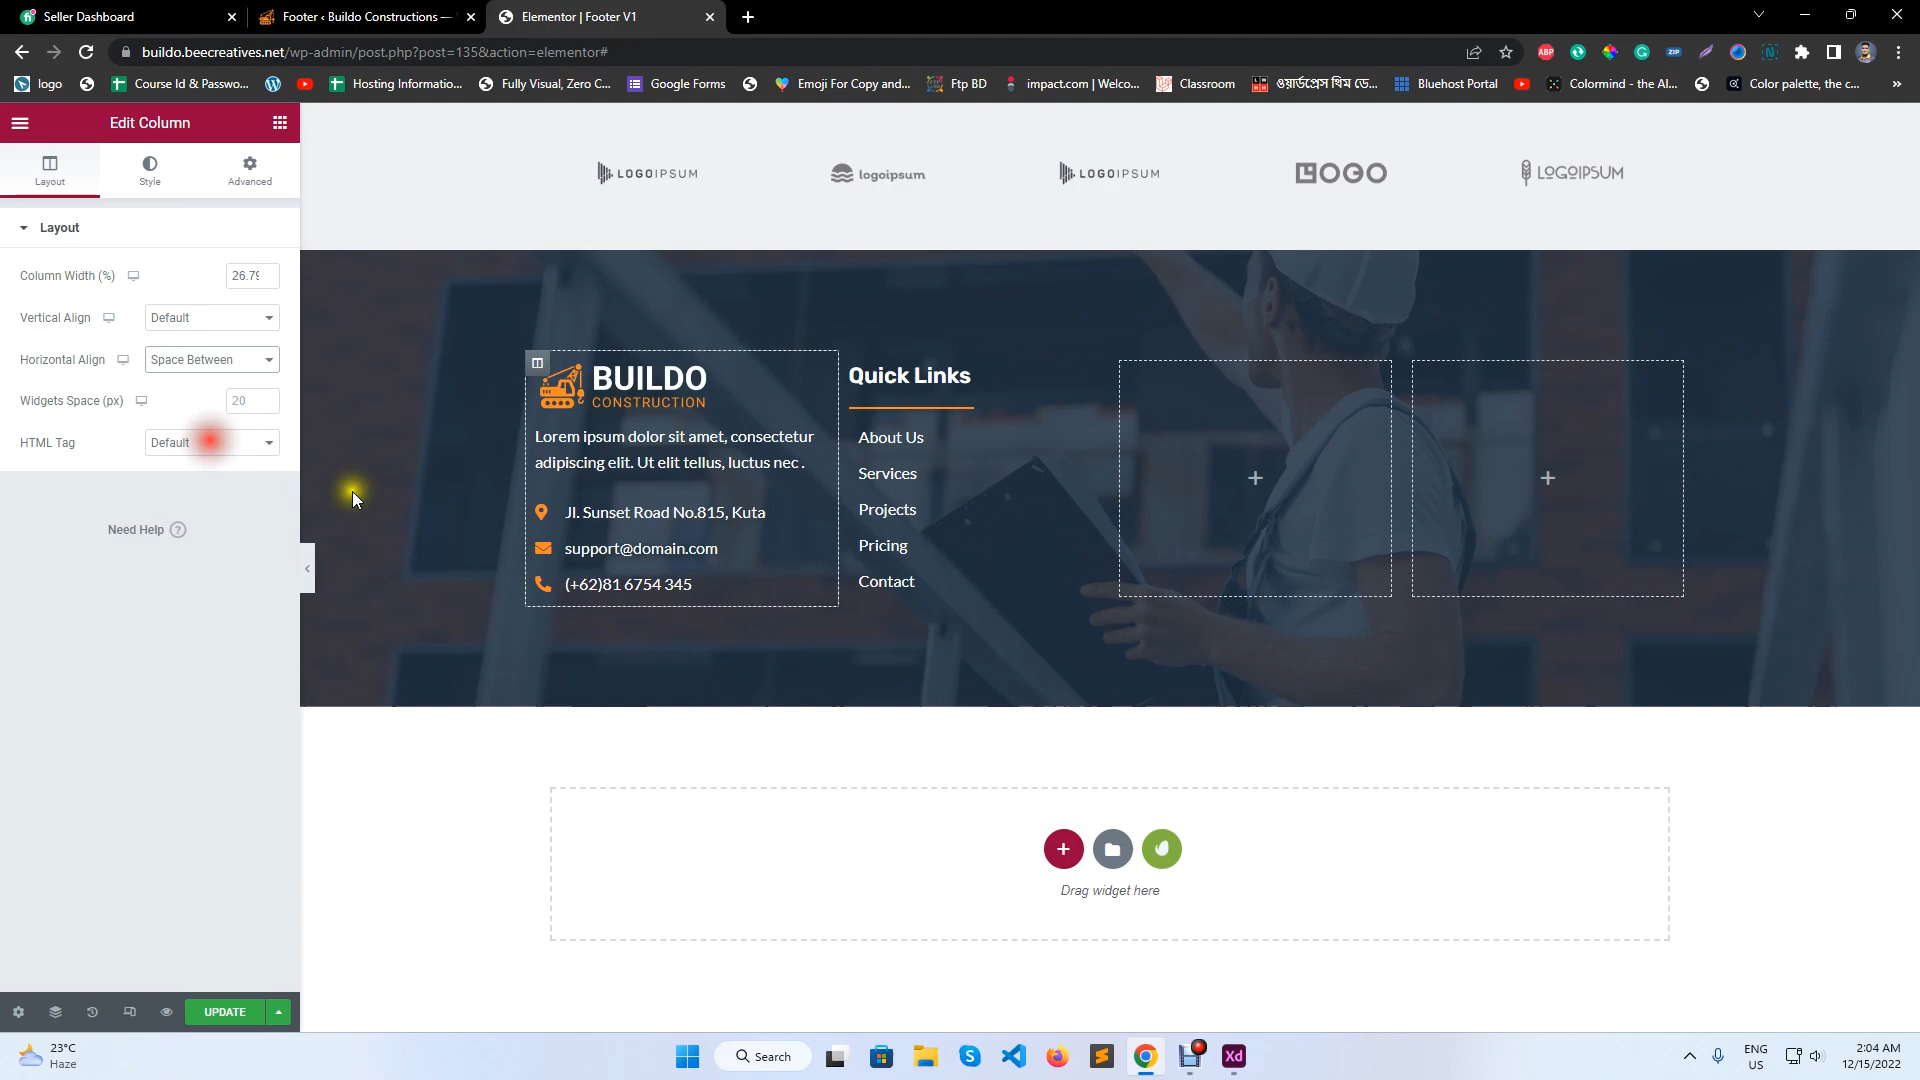 Seller Dashboard
Footer ‹ Buildo Constructions —
Elementor | Footer V1
buildo.beecreatives.net/wp-admin/post.php?post=135&action=elementor#
logo
Course Id & Passwo...
Hosting Informatio...
Fully Visual, Zero C...
Google Forms
Emoji For Copy and...
Ftp BD
impact.com | Welco...
Classroom
ওয়ার্ডপ্রেস থিম ডে...
Bluehost Portal
Colormind - the AI...
Color palette, the c...
»
Edit Column
Layout
Style
Advanced
Layout
Column Width (%)
26.79
Vertical Align
Default
Horizontal Align
Space Between
Widgets Space (px)
20
HTML Tag
Default
Need Help
UPDATE
LOGOIPSUM
logoipsum
LOGOIPSUM
LOGO
LOGOIPSUM
BUILDO
CONSTRUCTION
Lorem ipsum dolor sit amet, consectetur
adipiscing elit. Ut elit tellus, luctus nec .
Jl. Sunset Road No.815, Kuta
support@domain.com
(+62)81 6754 345
Quick Links
About Us
Services
Projects
Pricing
Contact
Drag widget here
23°C
Haze
Search
Xd
ENG
US
2:04 AM
12/15/2022